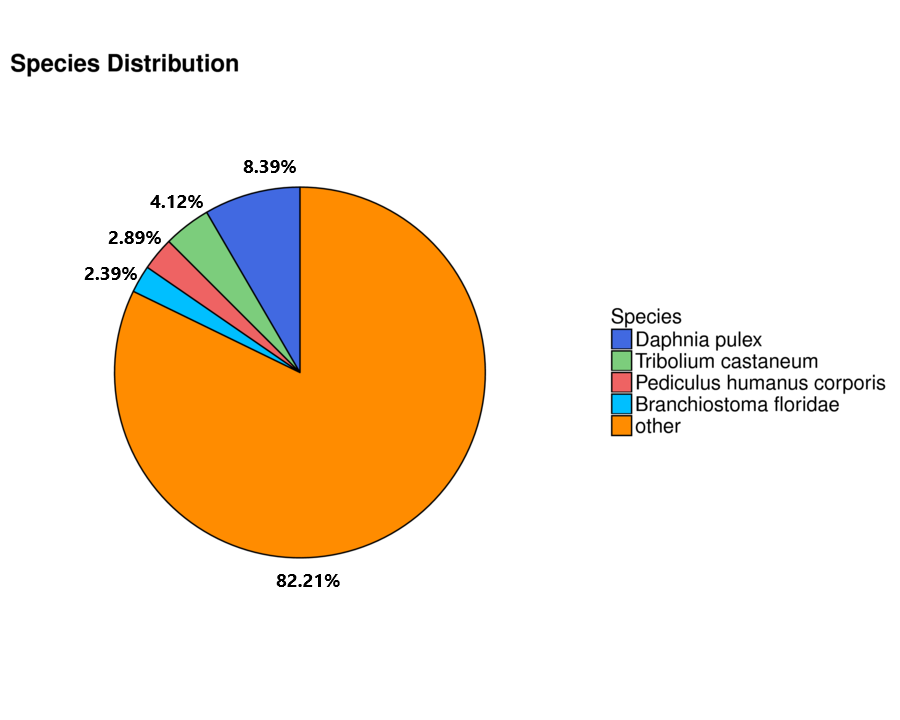 Species Distribution
8.39%
4.12%
2.89%
2.39%
82.21%
Species
Daphnia pulex
Tribolium castaneum
Pediculus humanus corporis
Branchiostoma floridae
other